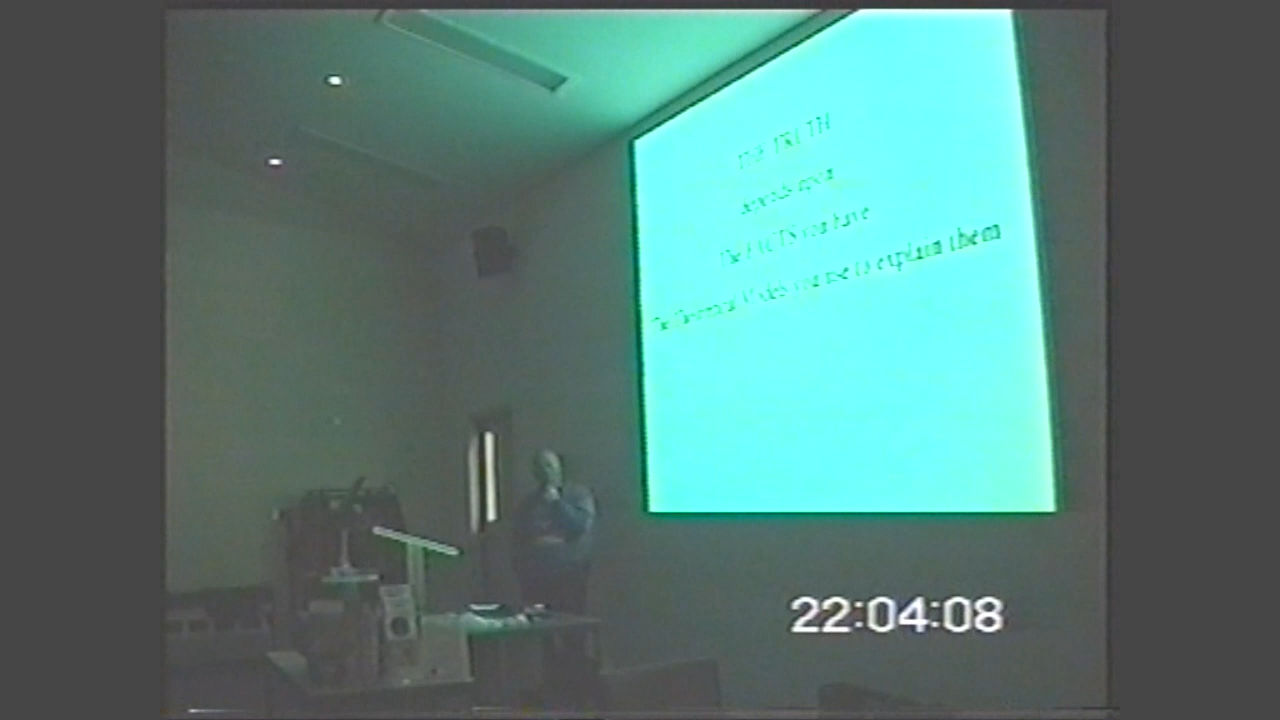 THE TRUTH
depends upon
The FACTS you have
The Theoretical Models you use to explain them
22:04:08